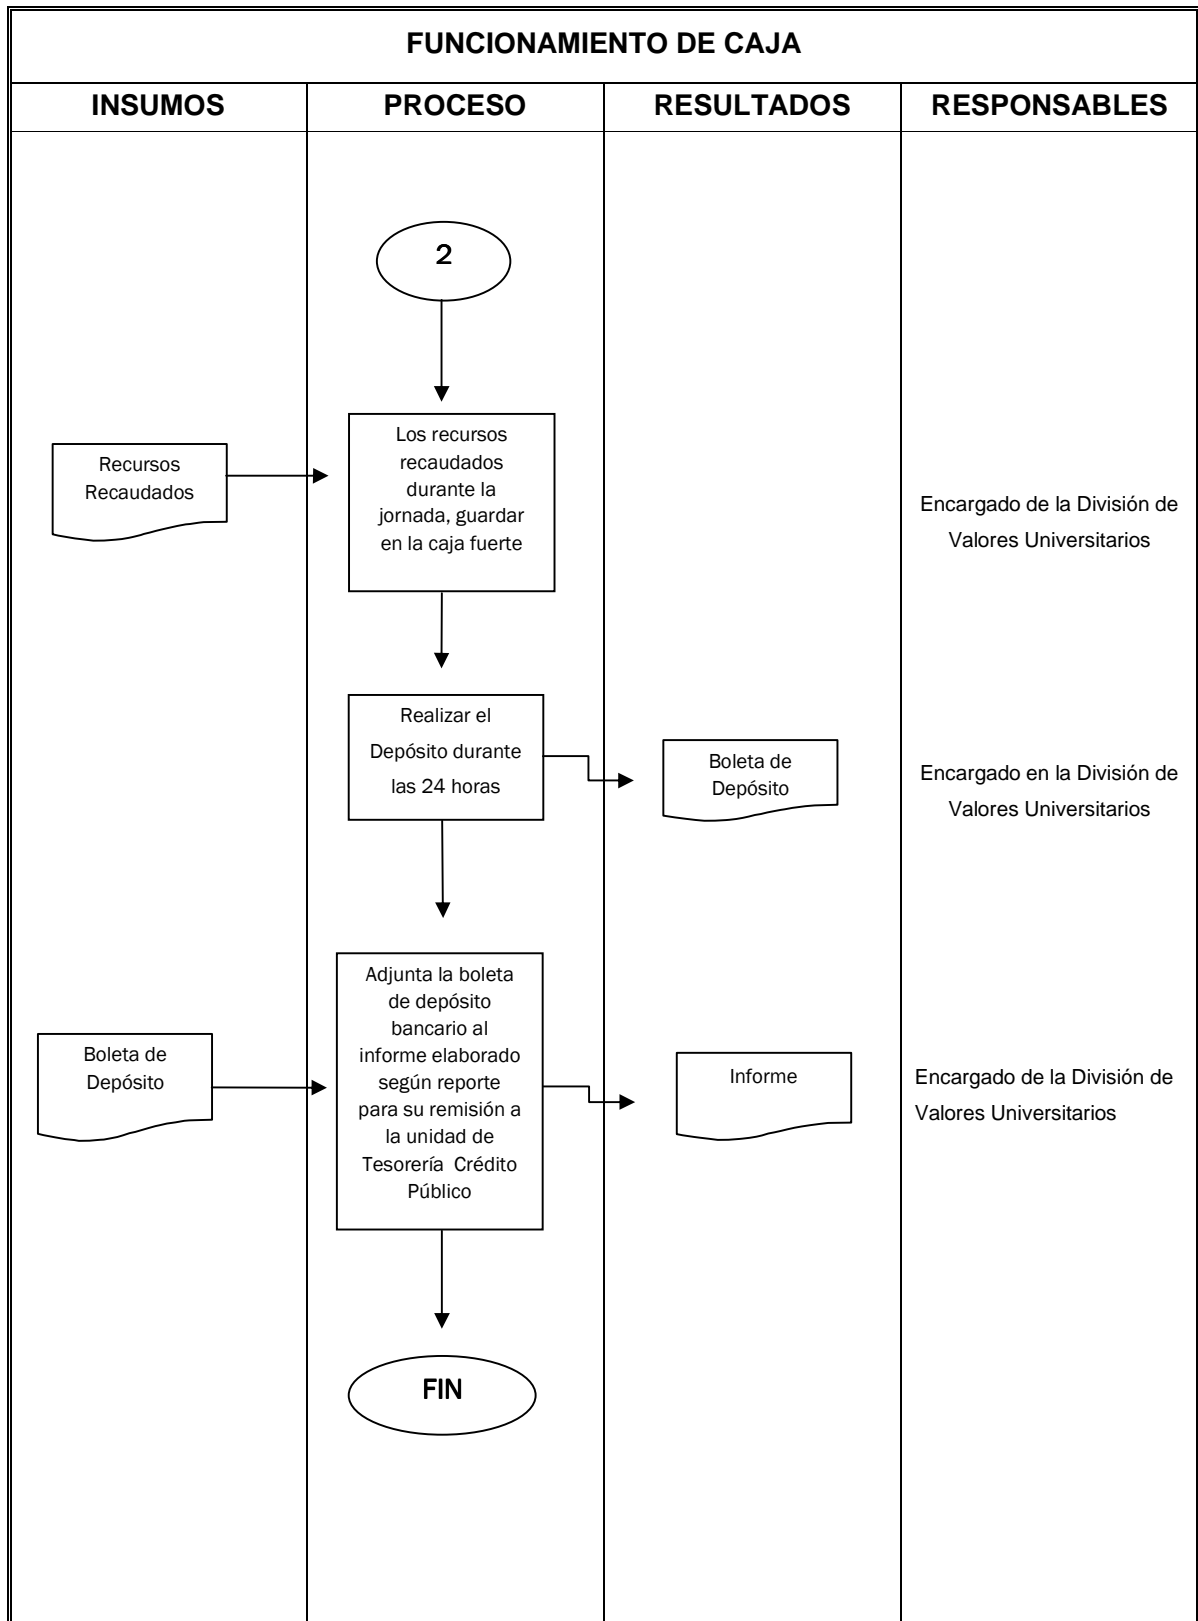 FUNCIONAMIENTO DE CAJA
INSUMOS
PROCESO
RESULTADOS
RESPONSABLES
2
Recursos
Recaudados
Los recursos
recaudados
durante la
jornada, guardar
en la caja fuerte
Encargado de la División de
Valores Universitarios
Realizar el
Depósito durante
las 24 horas
Boleta de
Depósito
Encargado en la División de
Valores Universitarios
Boleta de
Depósito
Adjunta la boleta
de depósito
bancario al
informe elaborado
según reporte
para su remisión a
la unidad de
Tesorería  Crédito
Público
Informe
Encargado de la División de
Valores Universitarios
FIN